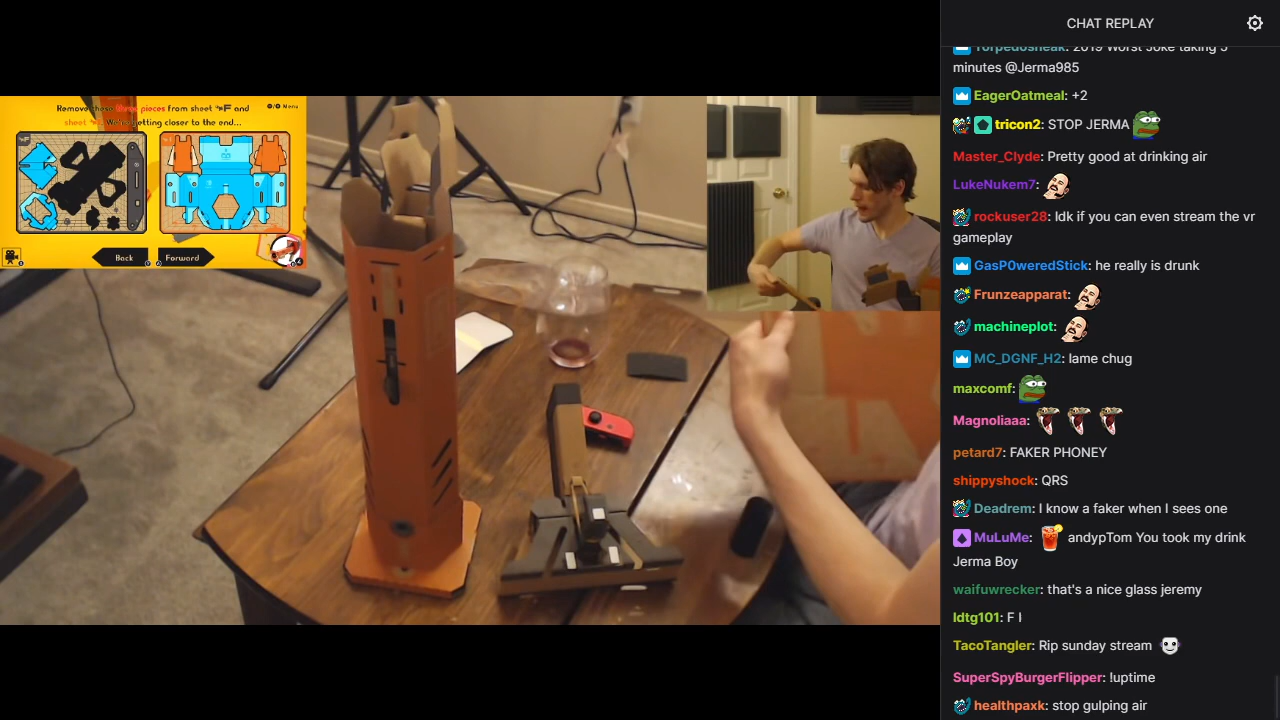 Remove these three pieces from sheet F and
sheet We're getting closer to the end...
Menu
Back
Forward
CHAT REPLAY
Torpedosneak: 2019 Worst Joke taking 5
minutes @Jerma985
EagerOatmeal: +2
tricon2: STOP JERMA
Master_Clyde: Pretty good at drinking air
LukeNukem7:
rockuser28: Idk if you can even stream the vr
gameplay
GasP0weredStick: he really is drunk
Frunzeapparat:
machineplot:
MC_DGNF_H2: lame chug
maxcomf:
Magnoliaaa:
petard7: FAKER PHONEY
shippyshock: QRS
Deadrem: I know a faker when I sees one
MuLuMe: andypTom You took my drink
Jerma Boy
waifuwrecker: that's a nice glass jeremy
ldtg101: F I
TacoTangler: Rip sunday stream
SuperSpyBurgerFlipper: !uptime
healthpaxk: stop gulping air